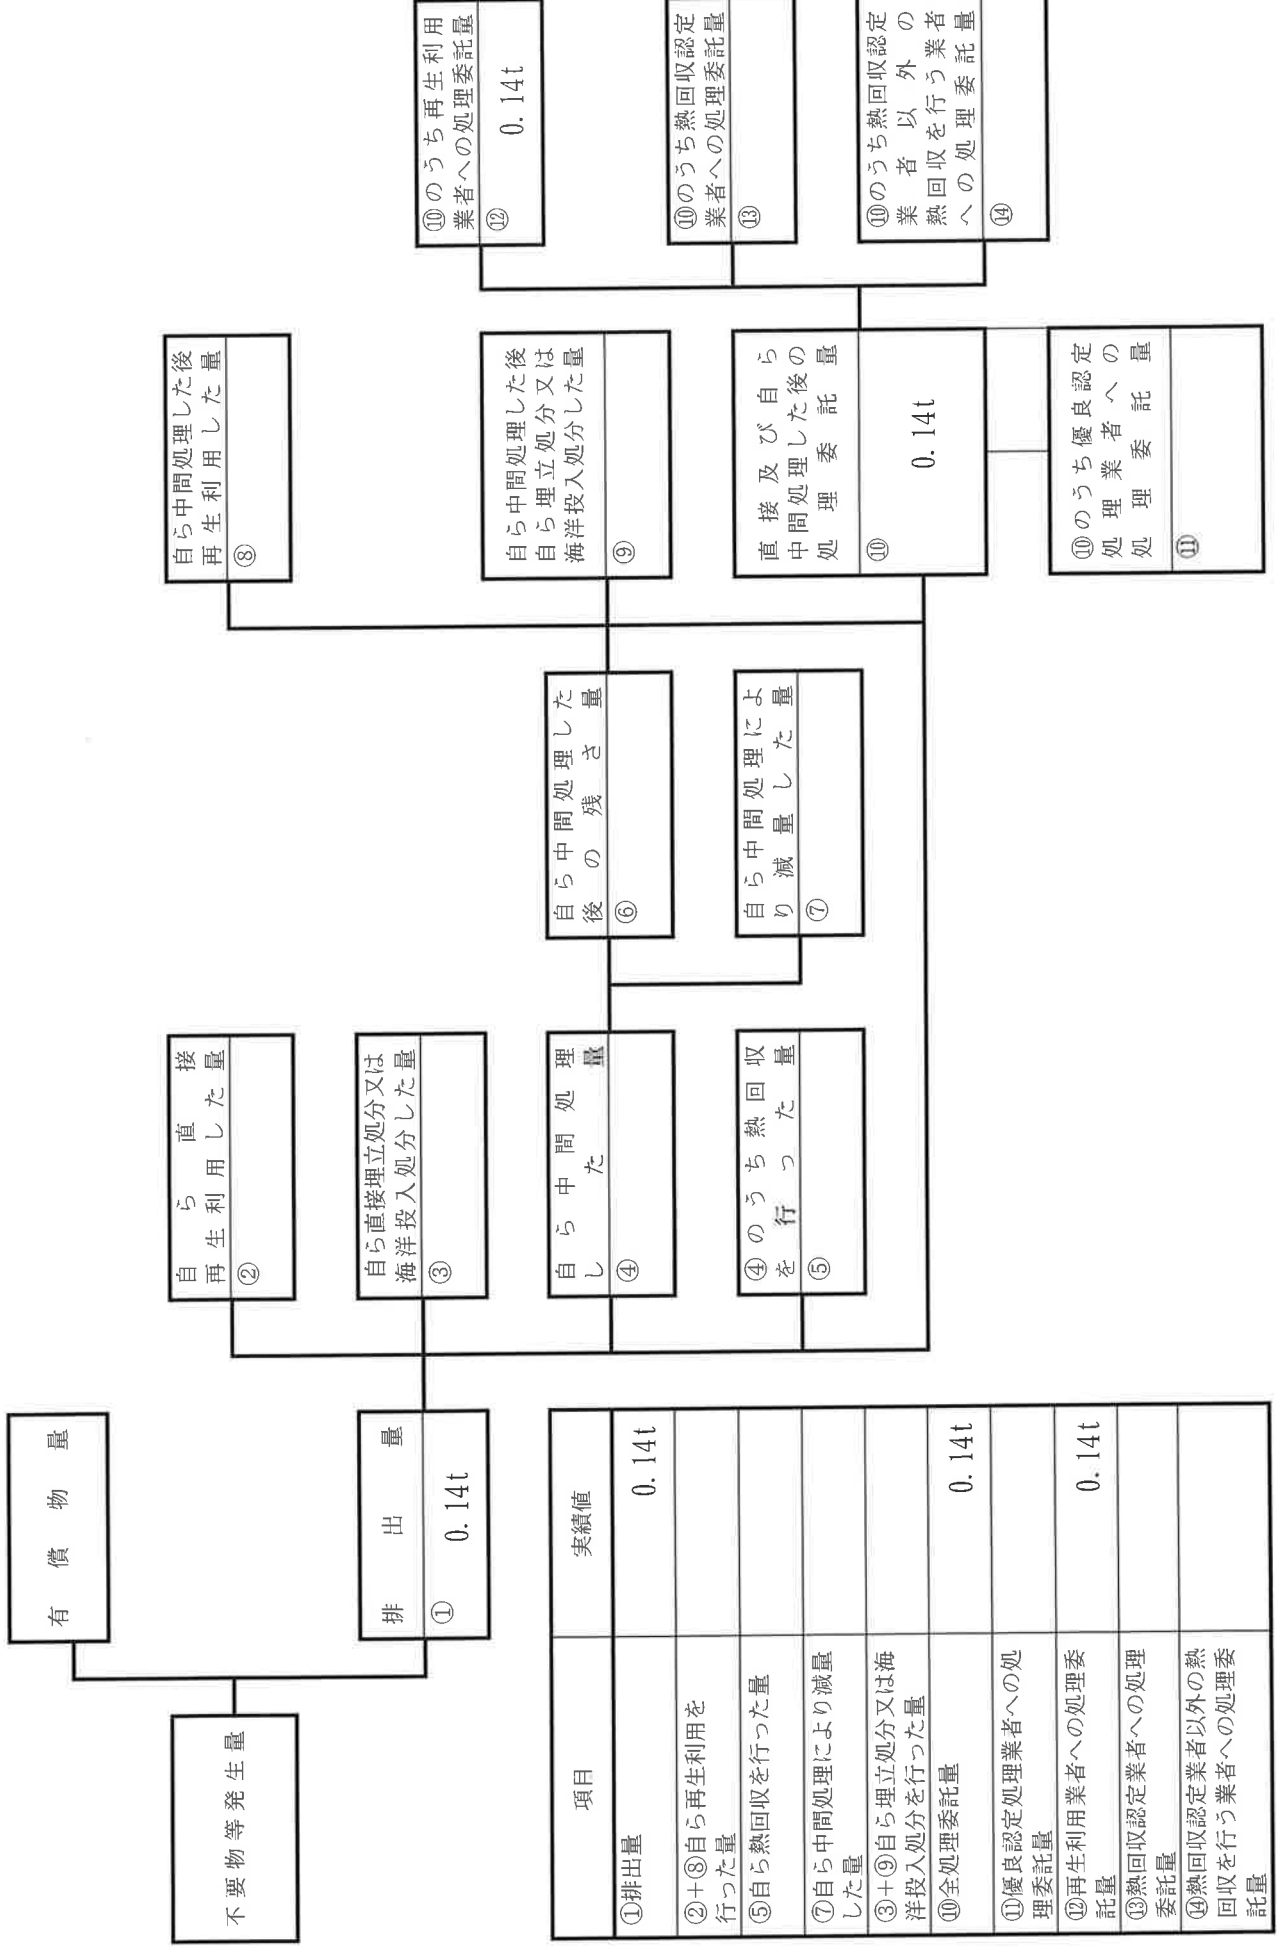 有償物量
不要物等発生量
排出量
①
0.14t
自ら直接
再生利用した量
②
自ら直接埋立処分又は
海洋投入処分した量
③
自ら中間処理
した量
④
④のうち熱回収
を行った量
⑤
自ら中間処理した
後の残さ量
⑥
自ら中間処理によ
り減量した量
⑦
自ら中間処理した後
再生利用した量
⑧
自ら中間処理した後
自ら埋立処分又は
海洋投入処分した量
⑨
直接及び自ら
中間処理した後の
処理委託量
⑩
0.14t
⑩のうち優良認定
処理業者への
処理委託量
⑪
⑩のうち再生利用
業者への処理委託量
⑫
0.14t
⑩のうち熱回収認定
業者への処理委託量
⑬
⑩のうち熱回収認定
業者以外の
熱回収を行う業者
への処理委託量
⑭
項目 実績値
①排出量 0.14t
②+⑧自ら再生利用を
行った量
⑤自ら熱回収を行った量
⑦自ら中間処理により減量
した量
③+⑨自ら埋立処分又は海
洋投入処分を行った量
⑩全処理委託量 0.14t
⑪優良認定処理業者への処
理委託量
⑫再生利用業者への処理委
託量 0.14t
⑬熱回収認定業者への処理
委託量
⑭熱回収認定業者以外の熱
回収を行う業者への処理委
託量